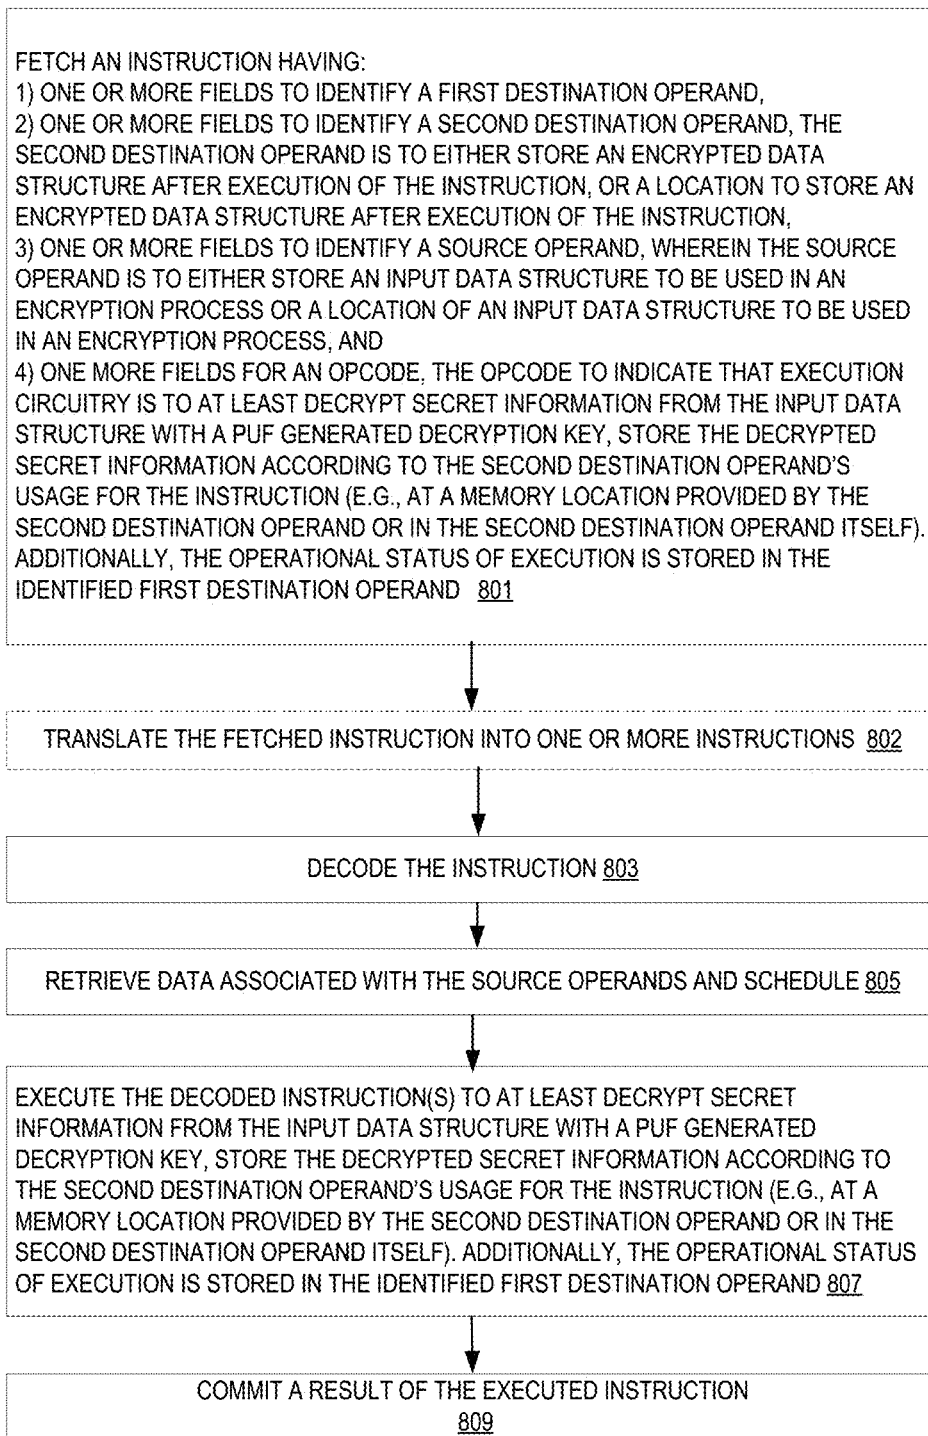 FETCH AN INSTRUCTION HAVING:
1) ONE OR MORE FIELDS TO IDENTIFY A FIRST DESTINATION OPERAND,
2) ONE OR MORE FIELDS TO IDENTIFY A SECOND DESTINATION OPERAND, THE
SECOND DESTINATION OPERAND IS TO EITHER STORE AN ENCRYPTED DATA
STRUCTURE AFTER EXECUTION OF THE INSTRUCTION, OR A LOCATION TO STORE AN
ENCRYPTED DATA STRUCTURE AFTER EXECUTION OF THE INSTRUCTION,
3) ONE OR MORE FIELDS TO IDENTIFY A SOURCE OPERAND, WHEREIN THE SOURCE
OPERAND IS TO EITHER STORE AN INPUT DATA STRUCTURE TO BE USED IN AN
ENCRYPTION PROCESS OR A LOCATION OF AN INPUT DATA STRUCTURE TO BE USED
IN AN ENCRYPTION PROCESS, AND
4) ONE MORE FIELDS FOR AN OPCODE, THE OPCODE TO INDICATE THAT EXECUTION
CIRCUITRY IS TO AT LEAST DECRYPT SECRET INFORMATION FROM THE INPUT DATA
STRUCTURE WITH A PUF GENERATED DECRYPTION KEY, STORE THE DECRYPTED
SECRET INFORMATION ACCORDING TO THE SECOND DESTINATION OPERAND'S
USAGE FOR THE INSTRUCTION (E.G., AT A MEMORY LOCATION PROVIDED BY THE
SECOND DESTINATION OPERAND OR IN THE SECOND DESTINATION OPERAND ITSELF).
ADDITIONALLY, THE OPERATIONAL STATUS OF EXECUTION IS STORED IN THE
IDENTIFIED FIRST DESTINATION OPERAND 801
TRANSLATE THE FETCHED INSTRUCTION INTO ONE OR MORE INSTRUCTIONS 802
DECODE THE INSTRUCTION 803
RETRIEVE DATA ASSOCIATED WITH THE SOURCE OPERANDS AND SCHEDULE 805
EXECUTE THE DECODED INSTRUCTION(S) TO AT LEAST DECRYPT SECRET
INFORMATION FROM THE INPUT DATA STRUCTURE WITH A PUF GENERATED
DECRYPTION KEY, STORE THE DECRYPTED SECRET INFORMATION ACCORDING TO
THE SECOND DESTINATION OPERAND'S USAGE FOR THE INSTRUCTION (E.G., AT A
MEMORY LOCATION PROVIDED BY THE SECOND DESTINATION OPERAND OR IN THE
SECOND DESTINATION OPERAND ITSELF). ADDITIONALLY, THE OPERATIONAL STATUS
OF EXECUTION IS STORED IN THE IDENTIFIED FIRST DESTINATION OPERAND 807
COMMIT A RESULT OF THE EXECUTED INSTRUCTION
809